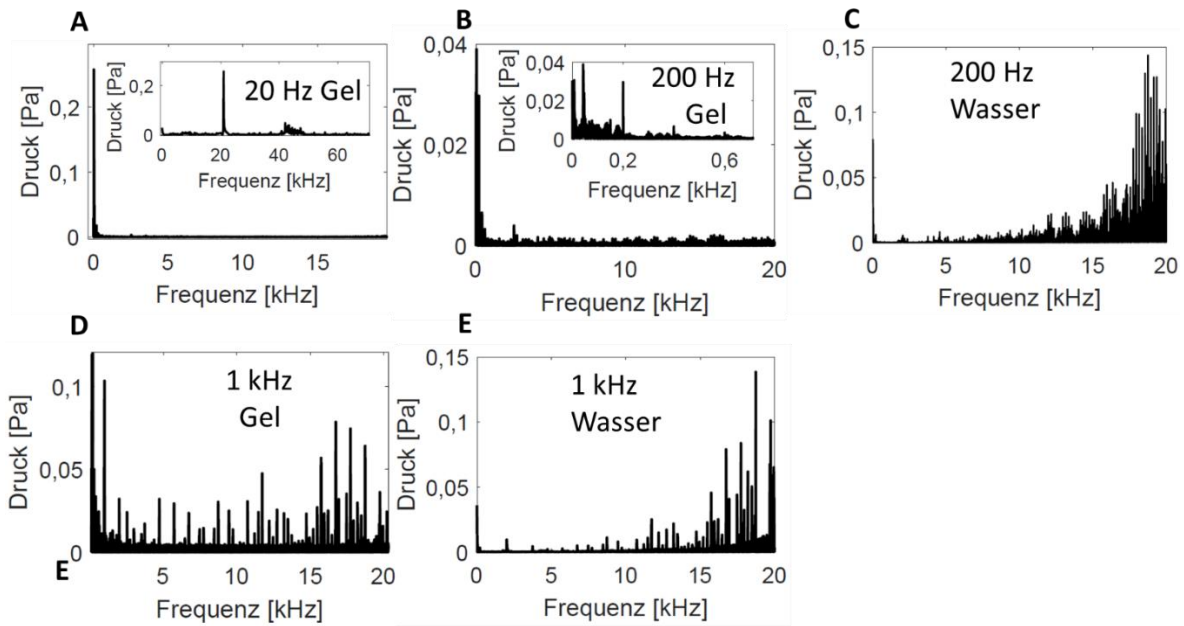 A
Druck [Pa]
0,2
0,1
0
0 5 10 15
Frequenz [kHz]
Druck [Pa]
0,2
0
0 20 40 60
Frequenz [kHz]
20 Hz Gel
B
Druck [Pa]
0,04
0,02
0
0 10 20
Frequenz [kHz]
Druck [Pa]
0,04
0,02
0
0 0,2 0,6
Frequenz [kHz]
200 Hz
Gel
C
Druck [Pa]
0,15
0,1
0,05
0
0 5 10 15 20
Frequenz [kHz]
200 Hz
Wasser
D
Druck [Pa]
0,1
0,05
0
0 5 10 15 20
Frequenz [kHz]
1 kHz
Gel
E
E
Druck [Pa]
0,15
0,1
0,05
0
0 5 10 15 20
Frequenz [kHz]
1 kHz
Wasser